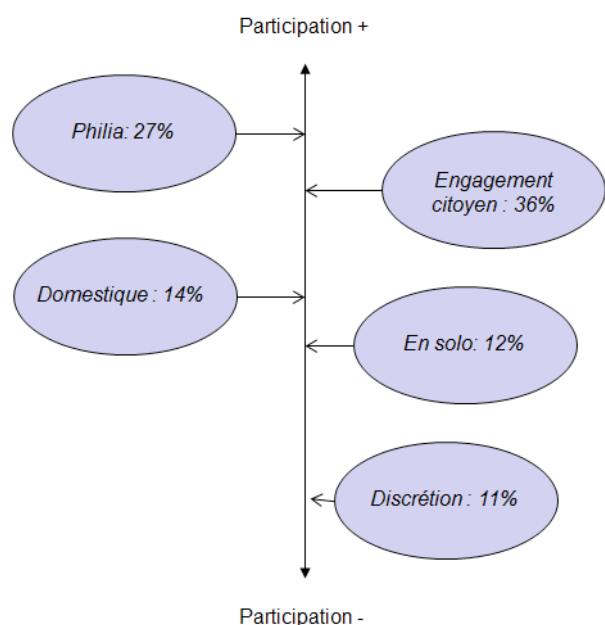 Participation +
Philia: 27%
Engagement
citoyen : 36%
Domestique : 14%
En solo: 12%
Discrétion : 11%
Participation -